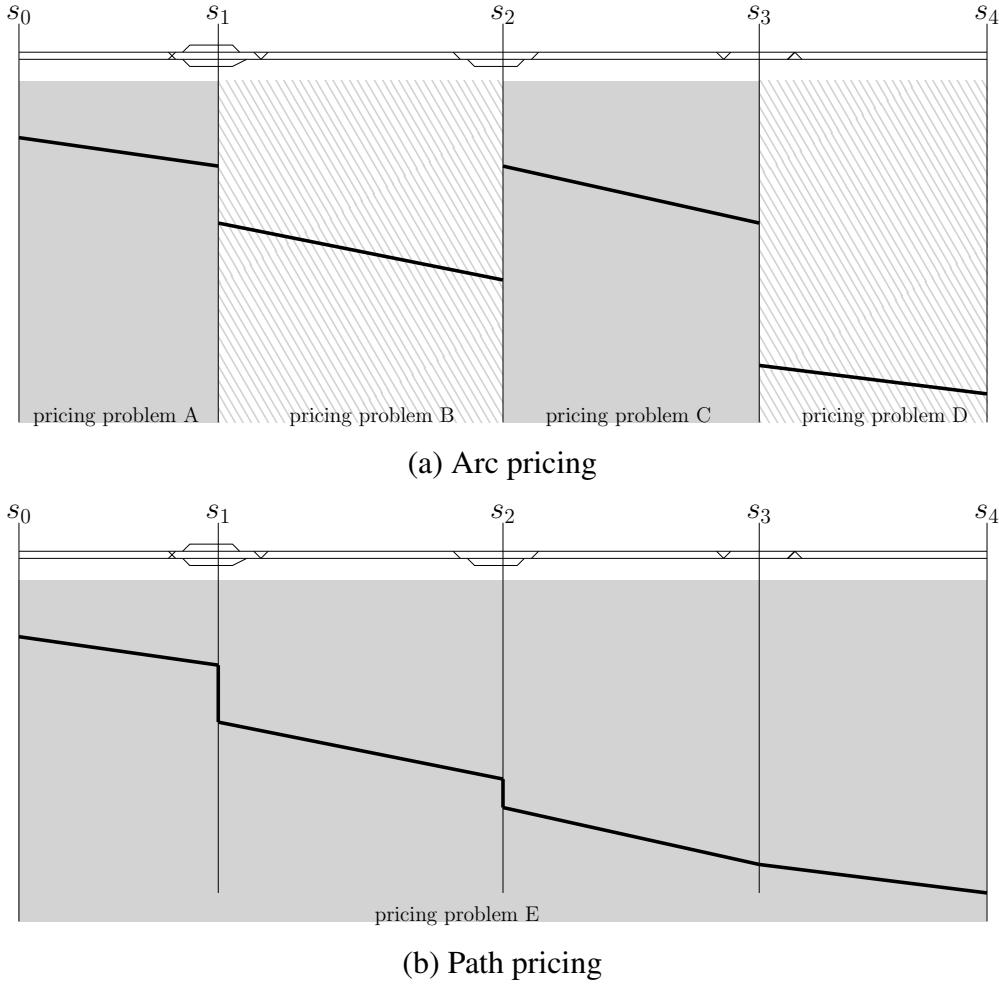 s₀ s₁ s₂ s₃ s₄
pricing problem A pricing problem B pricing problem C pricing problem D
(a) Arc pricing
s₀ s₁ s₂ s₃ s₄
pricing problem E
(b) Path pricing